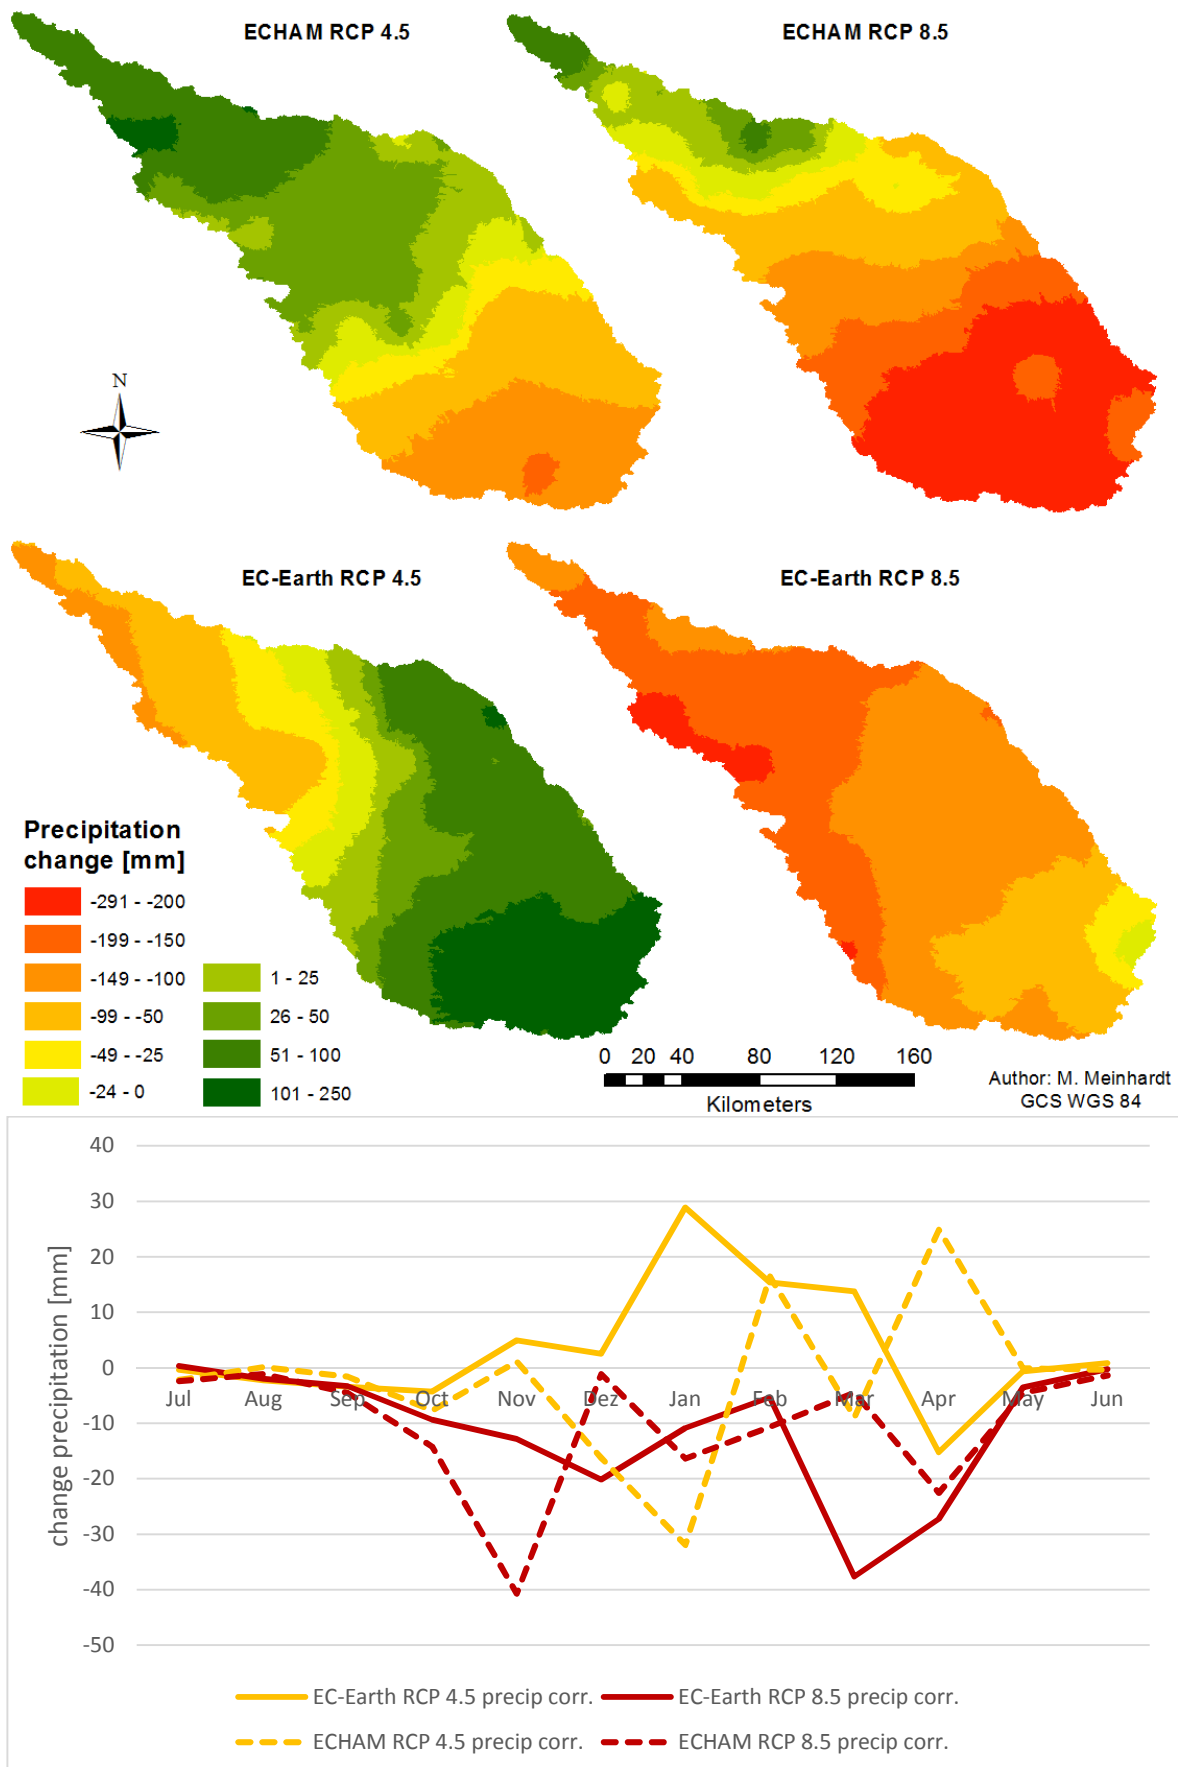 ECHAM RCP 4.5
ECHAM RCP 8.5
N
EC-Earth RCP 4.5
EC-Earth RCP 8.5
Precipitation
change [mm]
-291 - -200
-199 - -150
-149 - -100
-99 - -50
-49 - -25
-24 - 0
1 - 25
26 - 50
51 - 100
101 - 250
0 20 40 80 120 160
Kilometers
Author: M. Meinhardt
GCS WGS 84
change precipitation [mm]
40
30
20
10
0
-10
-20
-30
-40
-50
Jul Aug Sep Oct Nov Dez Jan Feb Mar Apr May Jun
EC-Earth RCP 4.5 precip corr.
EC-Earth RCP 8.5 precip corr.
ECHAM RCP 4.5 precip corr.
ECHAM RCP 8.5 precip corr.